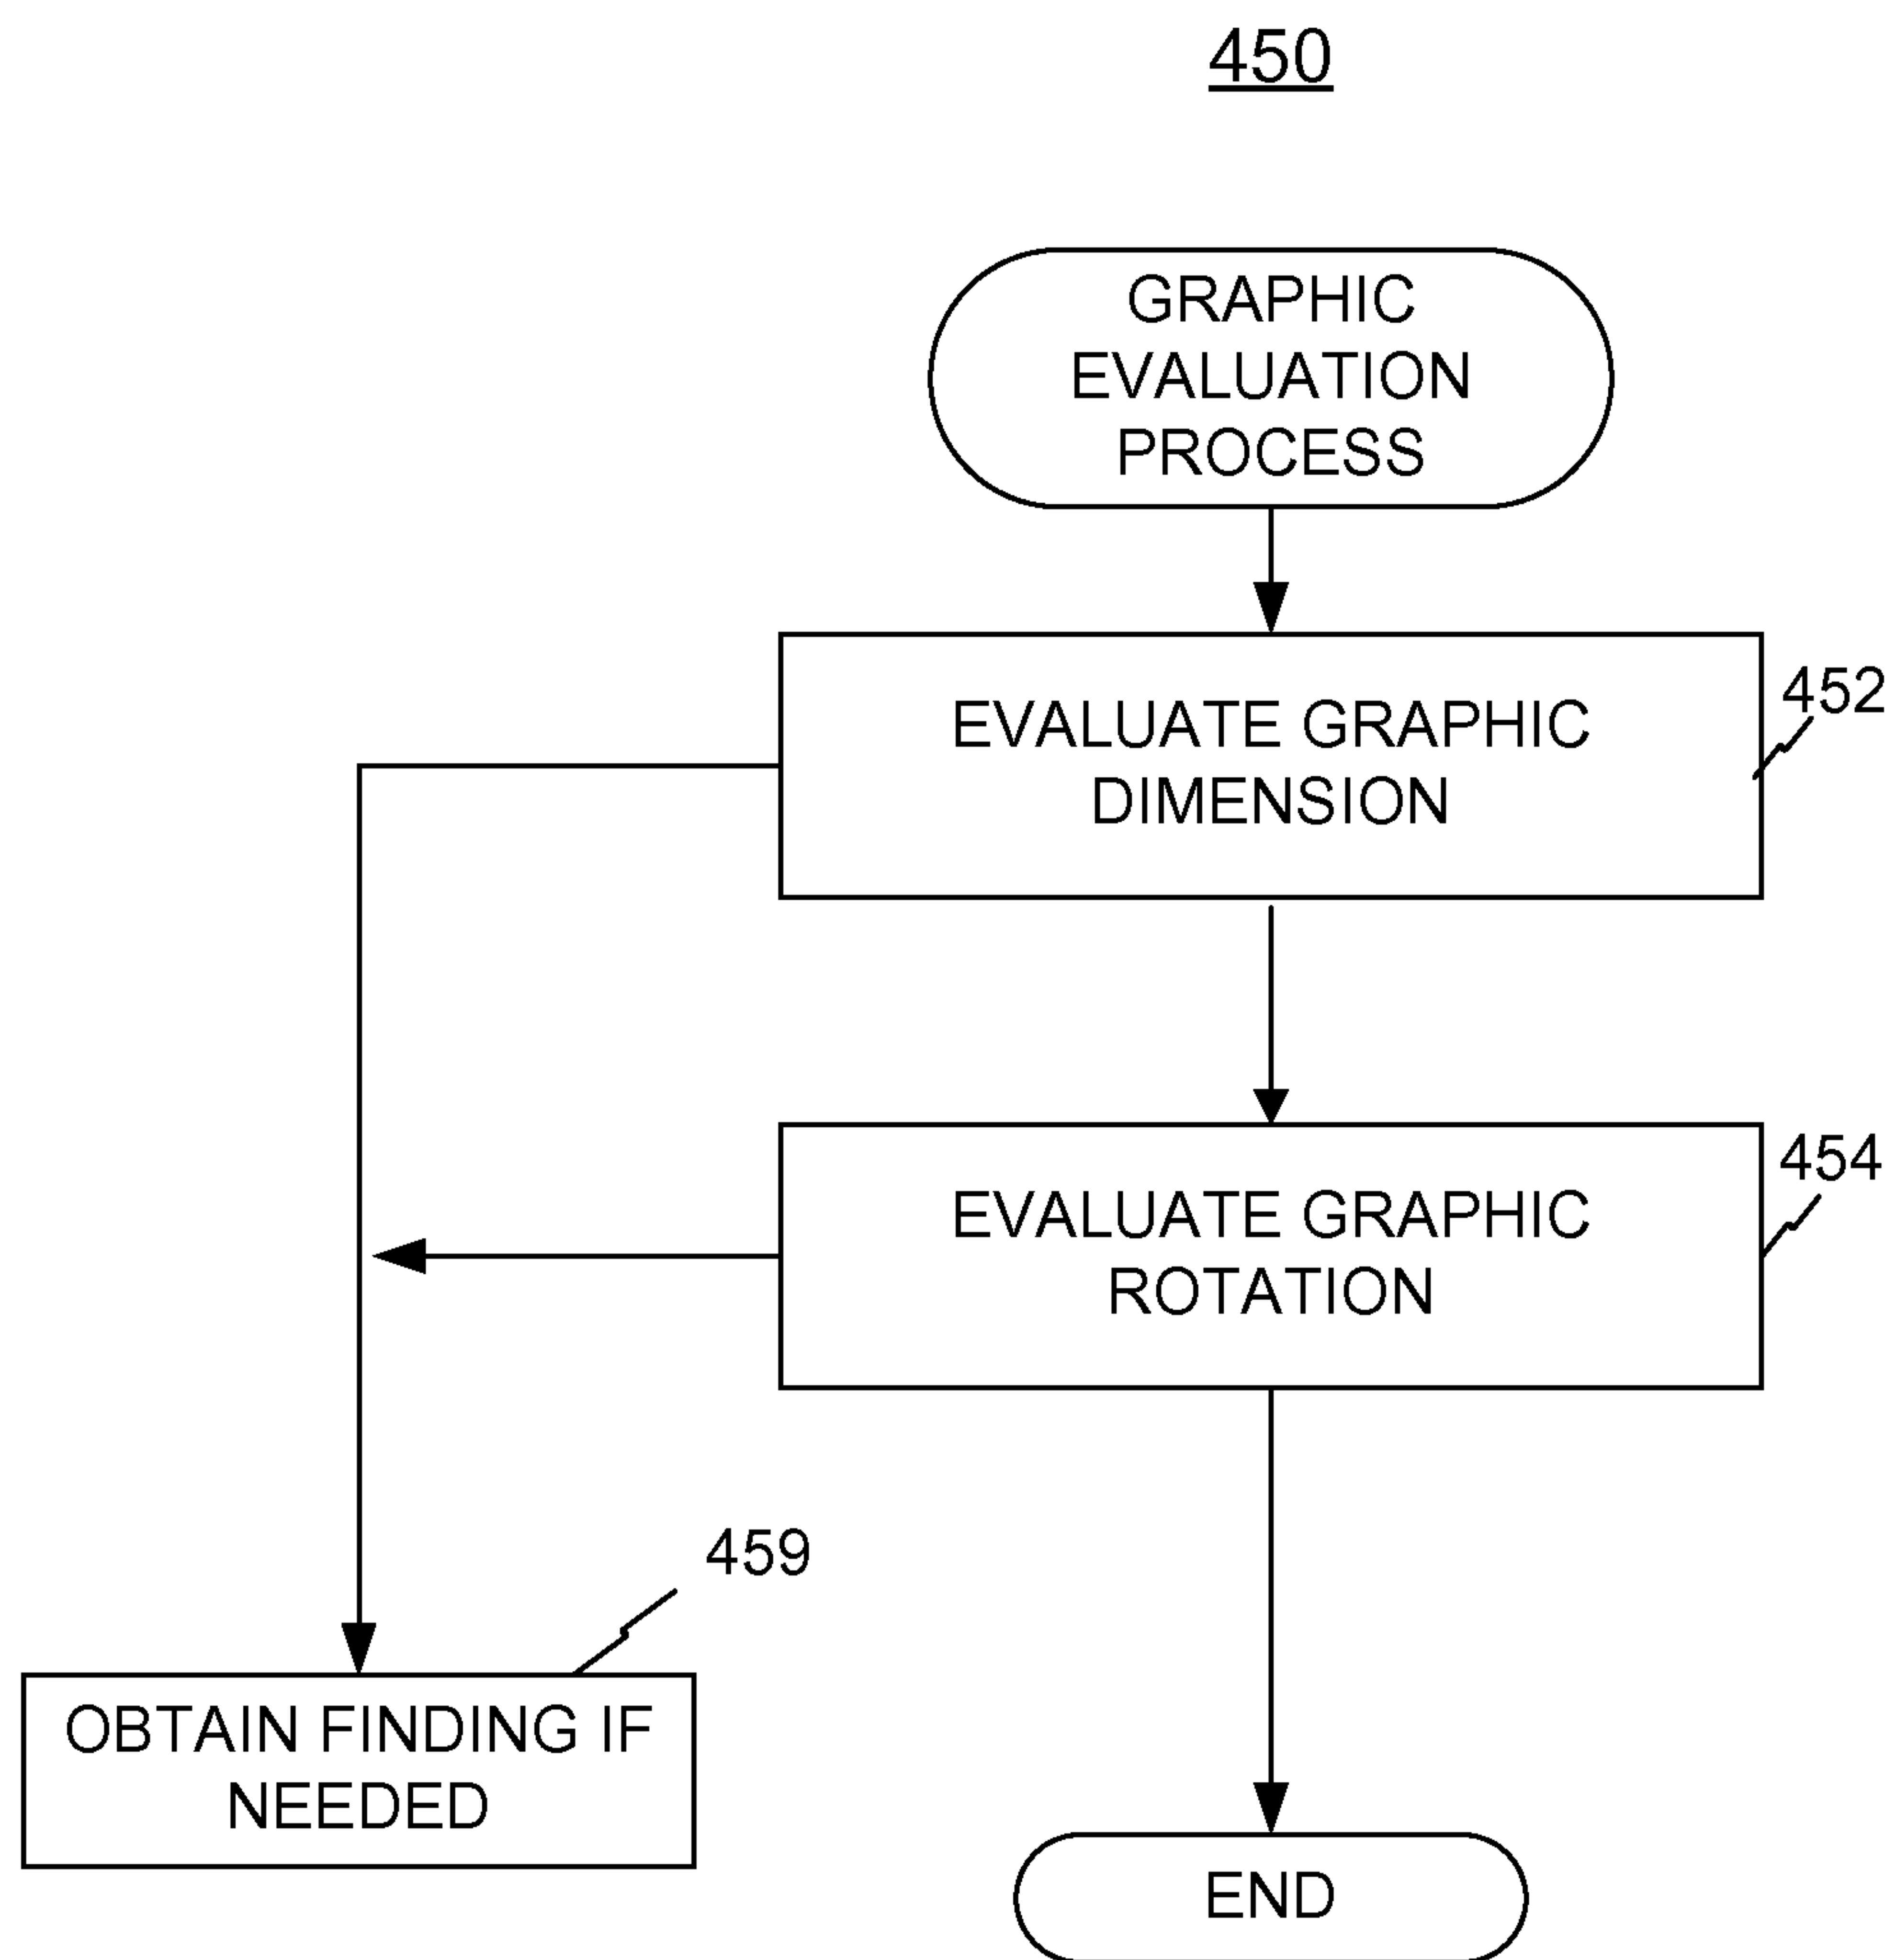 450
GRAPHIC
EVALUATION
PROCESS
EVALUATE GRAPHIC
DIMENSION
452
EVALUATE GRAPHIC
ROTATION
454
459
OBTAIN FINDING IF
NEEDED
END